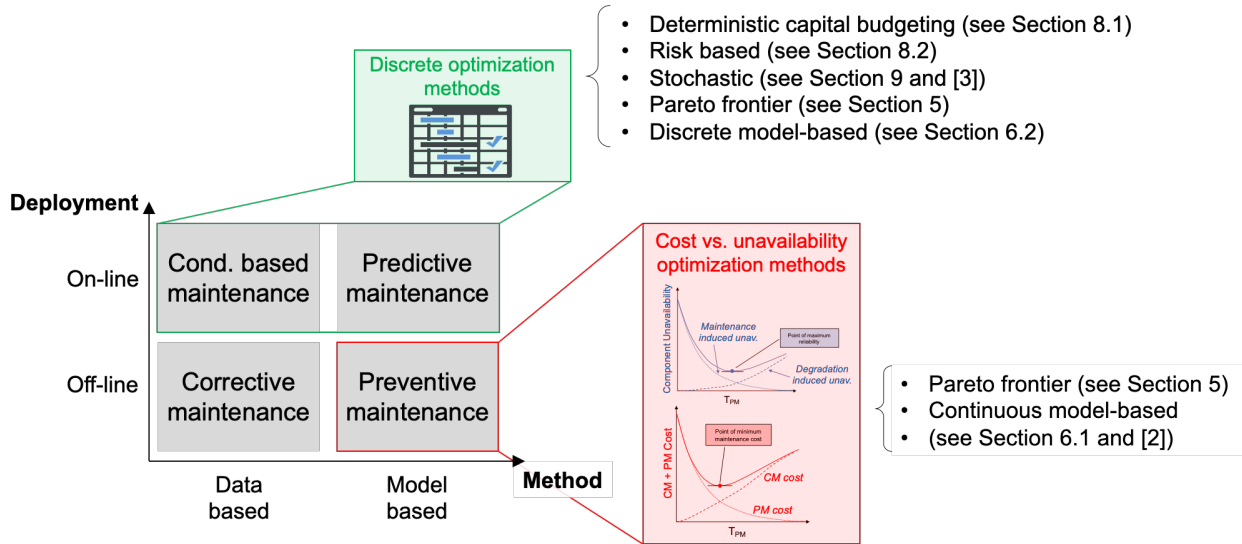 • Deterministic capital budgeting (see Section 8.1)
• Risk based (see Section 8.2)
• Stochastic (see Section 9 and [3])
• Pareto frontier (see Section 5)
• Discrete model-based (see Section 6.2)
Discrete optimization
methods
Deployment
On-line
Cond. based
maintenance
Predictive
maintenance
Off-line
Corrective
maintenance
Preventive
maintenance
Data
based
Model
based
Method
Cost vs. unavailability
optimization methods
Component Unavailability
Maintenance
induced unav.
Point of maximum
reliability
Degradation
induced unav.
TPM
CM + PM Cost
Point of minimum
maintenance cost
CM cost
PM cost
TPM
• Pareto frontier (see Section 5)
• Continuous model-based
• (see Section 6.1 and [2])